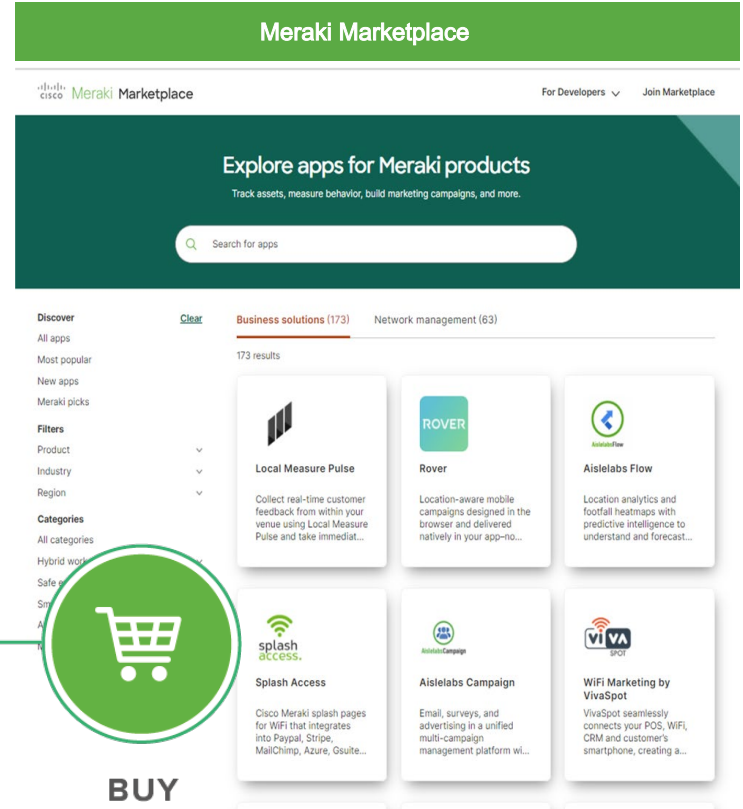 Meraki Marketplace
CISCO Meraki Marketplace
For Developers
Join Marketplace
Explore apps for Meraki products
Track assets, measure behavior, build marketing campaigns, and more.
Search for apps
Discover
Clear
All apps
Most popular
New apps
Meraki picks
Filters
Product
Industry
Region
Categories
All categories
Hybrid
Safe
Business solutions (173)
Network management (63)
173 results
Local Measure Pulse
Collect real-time customer
feedback from within your
venue using Local Measure
Pulse and take immediat...
ROVER
Rover
Location-aware mobile
campaigns designed in the
browser and delivered
natively in your app–no...
AislelabsFlow
Aislelabs Flow
Location analytics and
footfall heatmaps with
predictive intelligence to
understand and forecast...
splash
access.
Splash Access
Cisco Meraki splash pages
for WiFi that integrates
into Paypal, Stripe,
MailChimp, Azure, Gsuite...
AislelabsCampaign
Aislelabs Campaign
Email, surveys, and
advertising in a unified
multi-campaign
management platform wi...
VIVA
SPOT
WiFi Marketing by
VivaSpot
VivaSpot seamlessly
connects your POS, WiFi,
CRM and customer's
smartphone, creating a...
BUY